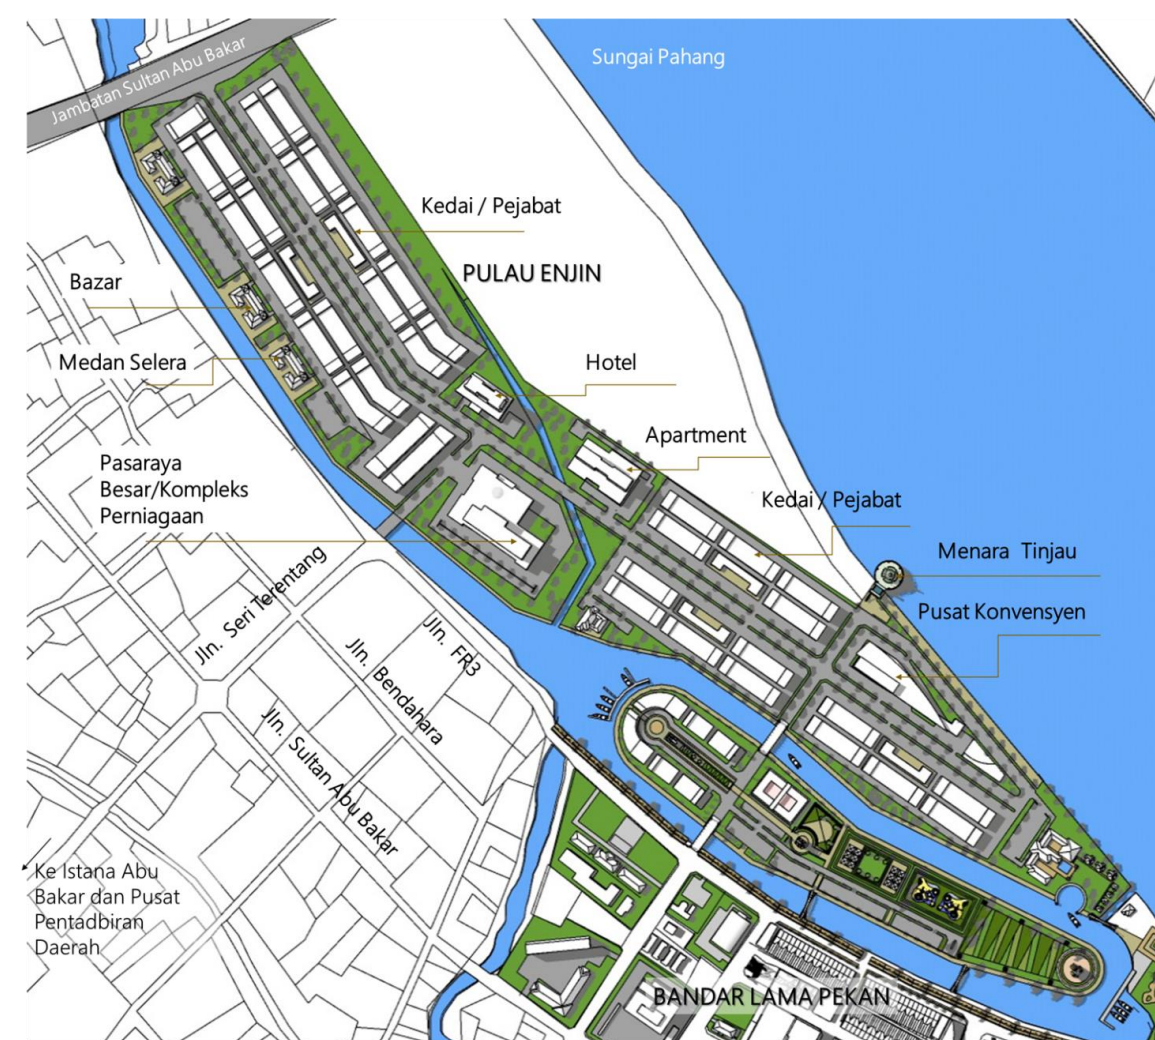 Jambatan Sultan Abu Bakar
Sungai Pahang
Kedai / Pejabat
PULAU ENJIN
Bazar
Medan Selera
Hotel
Apartment
Pasaraya
Besar/Kompleks
Perniagaan
Kedai / Pejabat
Menara Tinjau
Pusat Konvensyen
Jln. Seri Terentang
Jln. FR3
Jln. Bendahara
Jln. Sultan Abu Bakar
Ke Istana Abu
Bakar dan Pusat
Pentadbiran
Daerah
BANDAR LAMA PEKAN